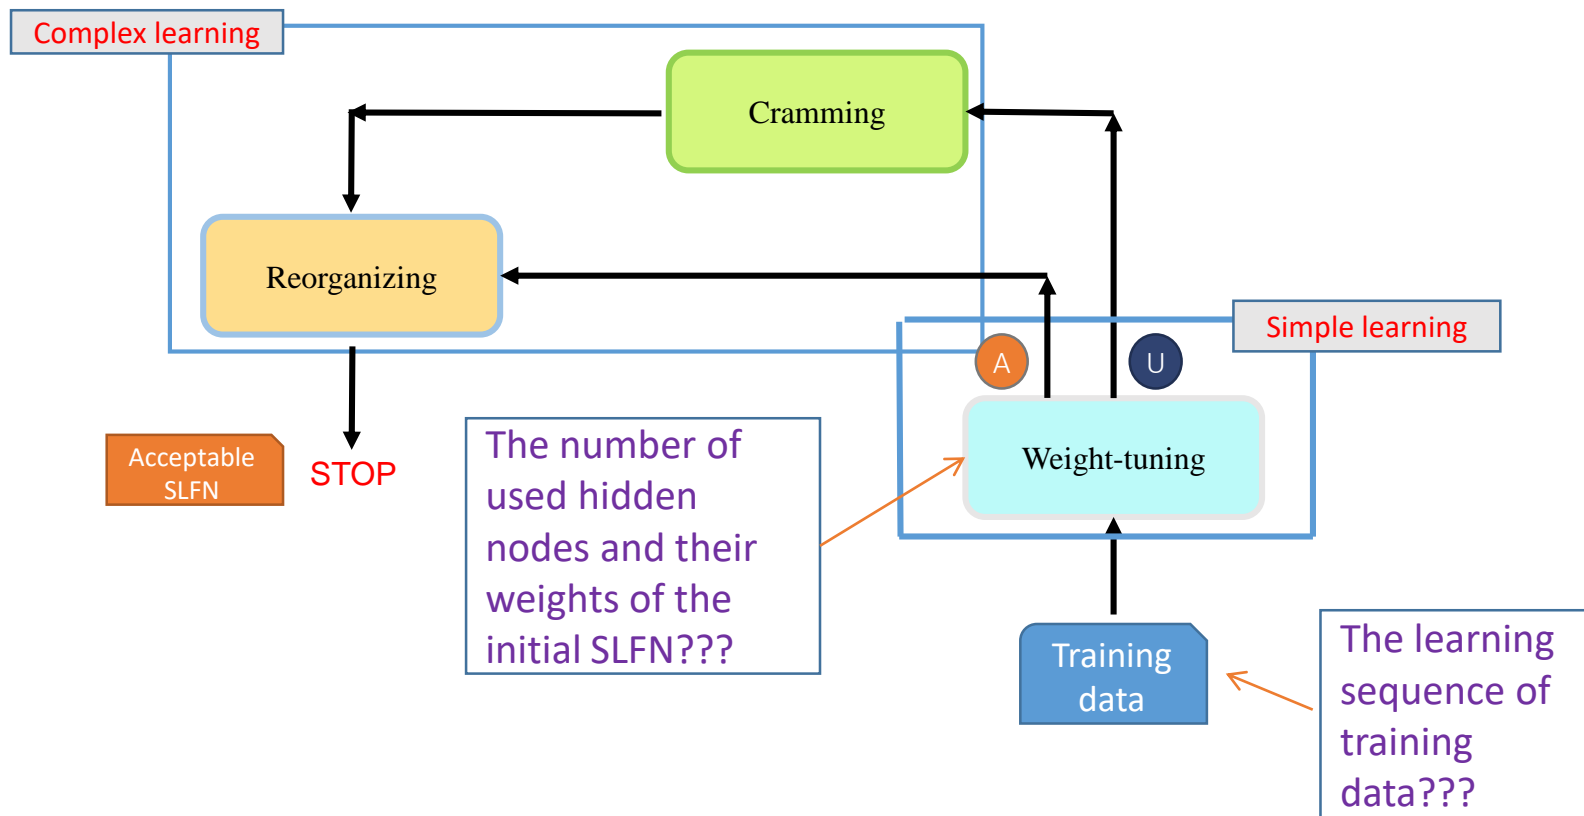 Complex learning
Cramming
Reorganizing
Simple learning
A
U
Weight-tuning
The number of
used hidden
nodes and their
weights of the
initial SLFN???
Acceptable
SLFN
STOP
Training
data
The learning
sequence of
training
data???